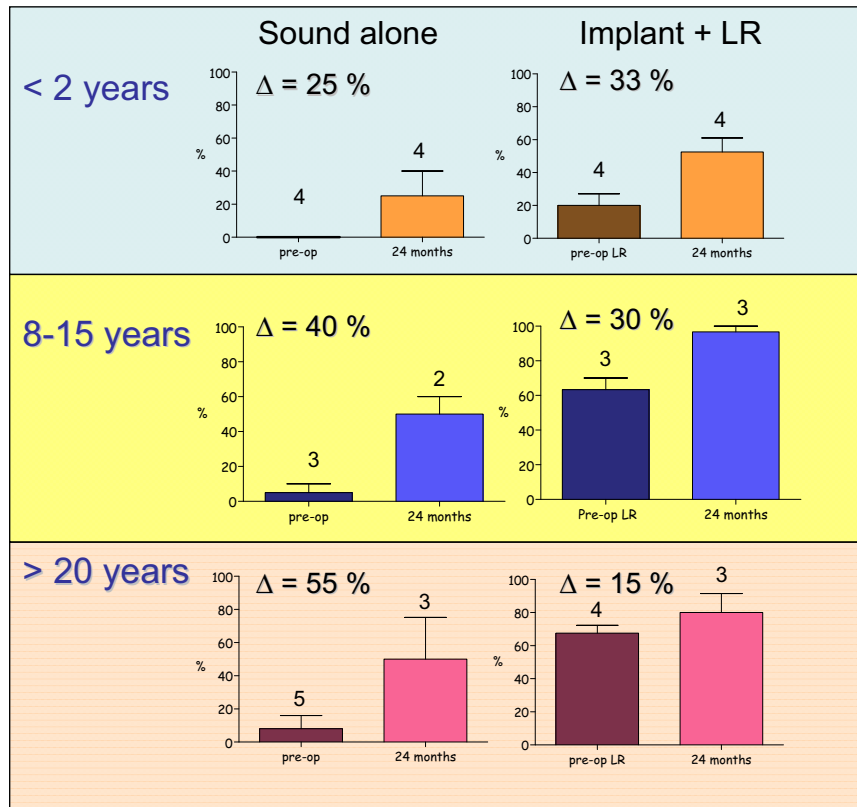 Sound alone
Implant + LR
< 2 years
Δ = 25 %
100
80
60
40
20
0
%
4
4
pre-op
24 months
Δ = 33 %
100
80
60
40
20
0
%
4
4
pre-op LR
24 months
8-15 years
Δ = 40 %
100
80
60
40
20
0
%
3
2
pre-op
24 months
Δ = 30 %
100
80
60
40
20
0
%
3
3
Pre-op LR
24 months
> 20 years
Δ = 55 %
100
80
60
40
20
0
%
5
3
pre-op
24 months
Δ = 15 %
100
80
60
40
20
0
%
4
3
pre-op LR
24 months